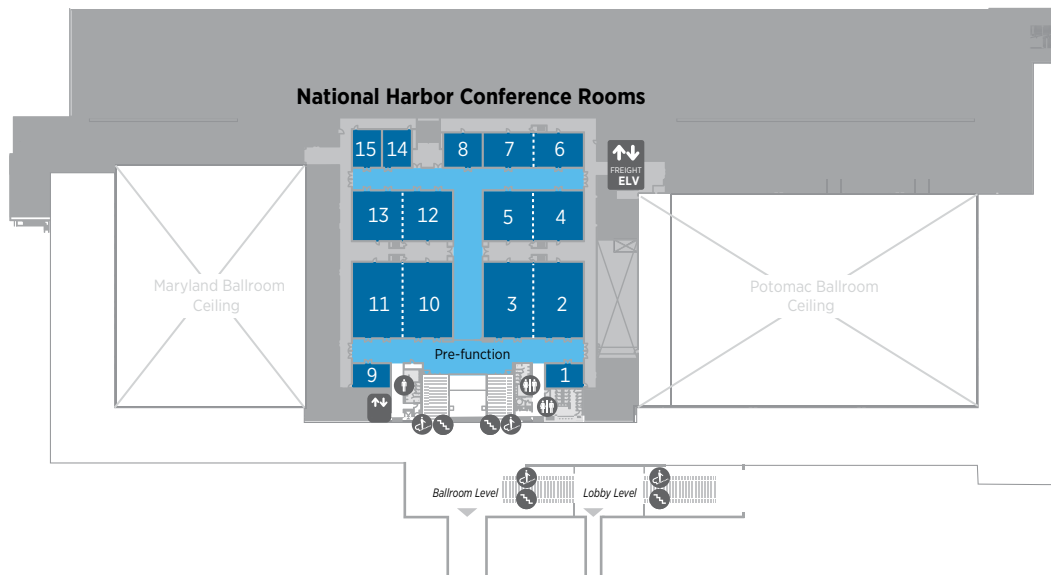 National Harbor Conference Rooms
15 14 8 7 6
FREIGHT
ELV
13 12 5 4
Maryland Ballroom
Ceiling
11 10 3 2
Potomac Ballroom
Ceiling
Pre-function
9 1
Ballroom Level
Lobby Level